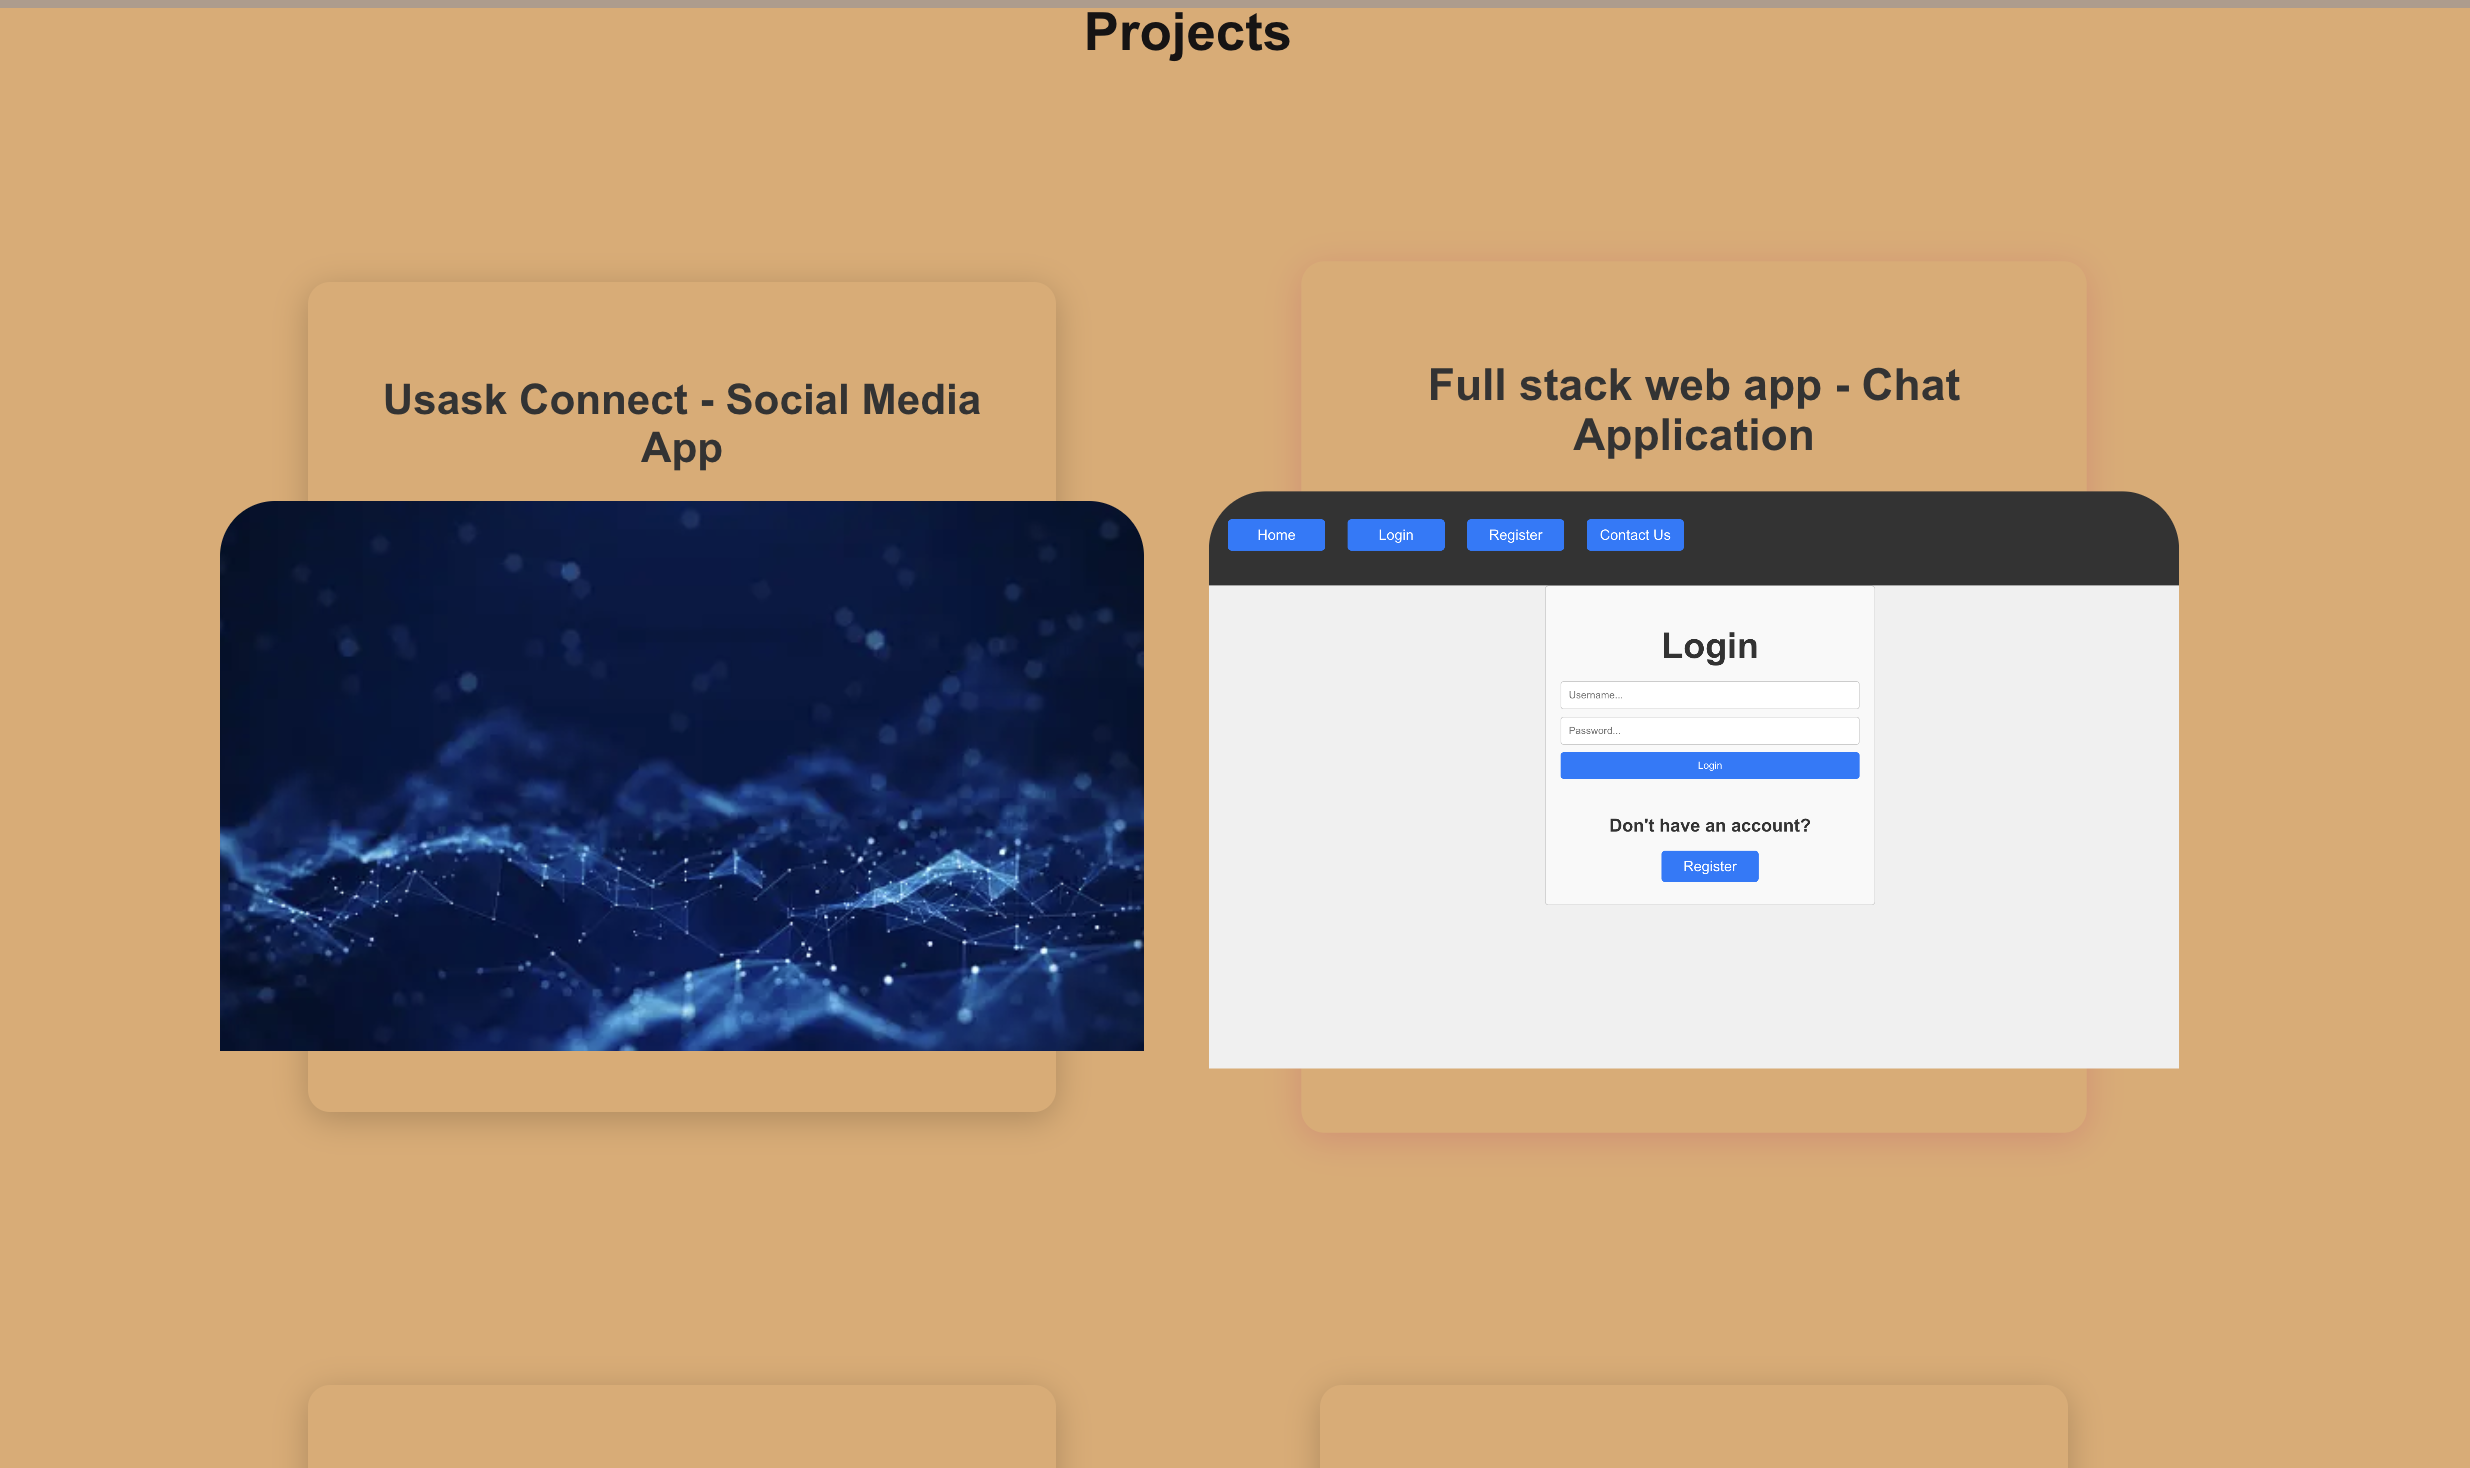 Projects
Usask Connect - Social Media
App
Full stack web app - Chat
Application
Home
Login
Register
Contact Us
Login
Username...
Password...
Login
Don't have an account?
Register